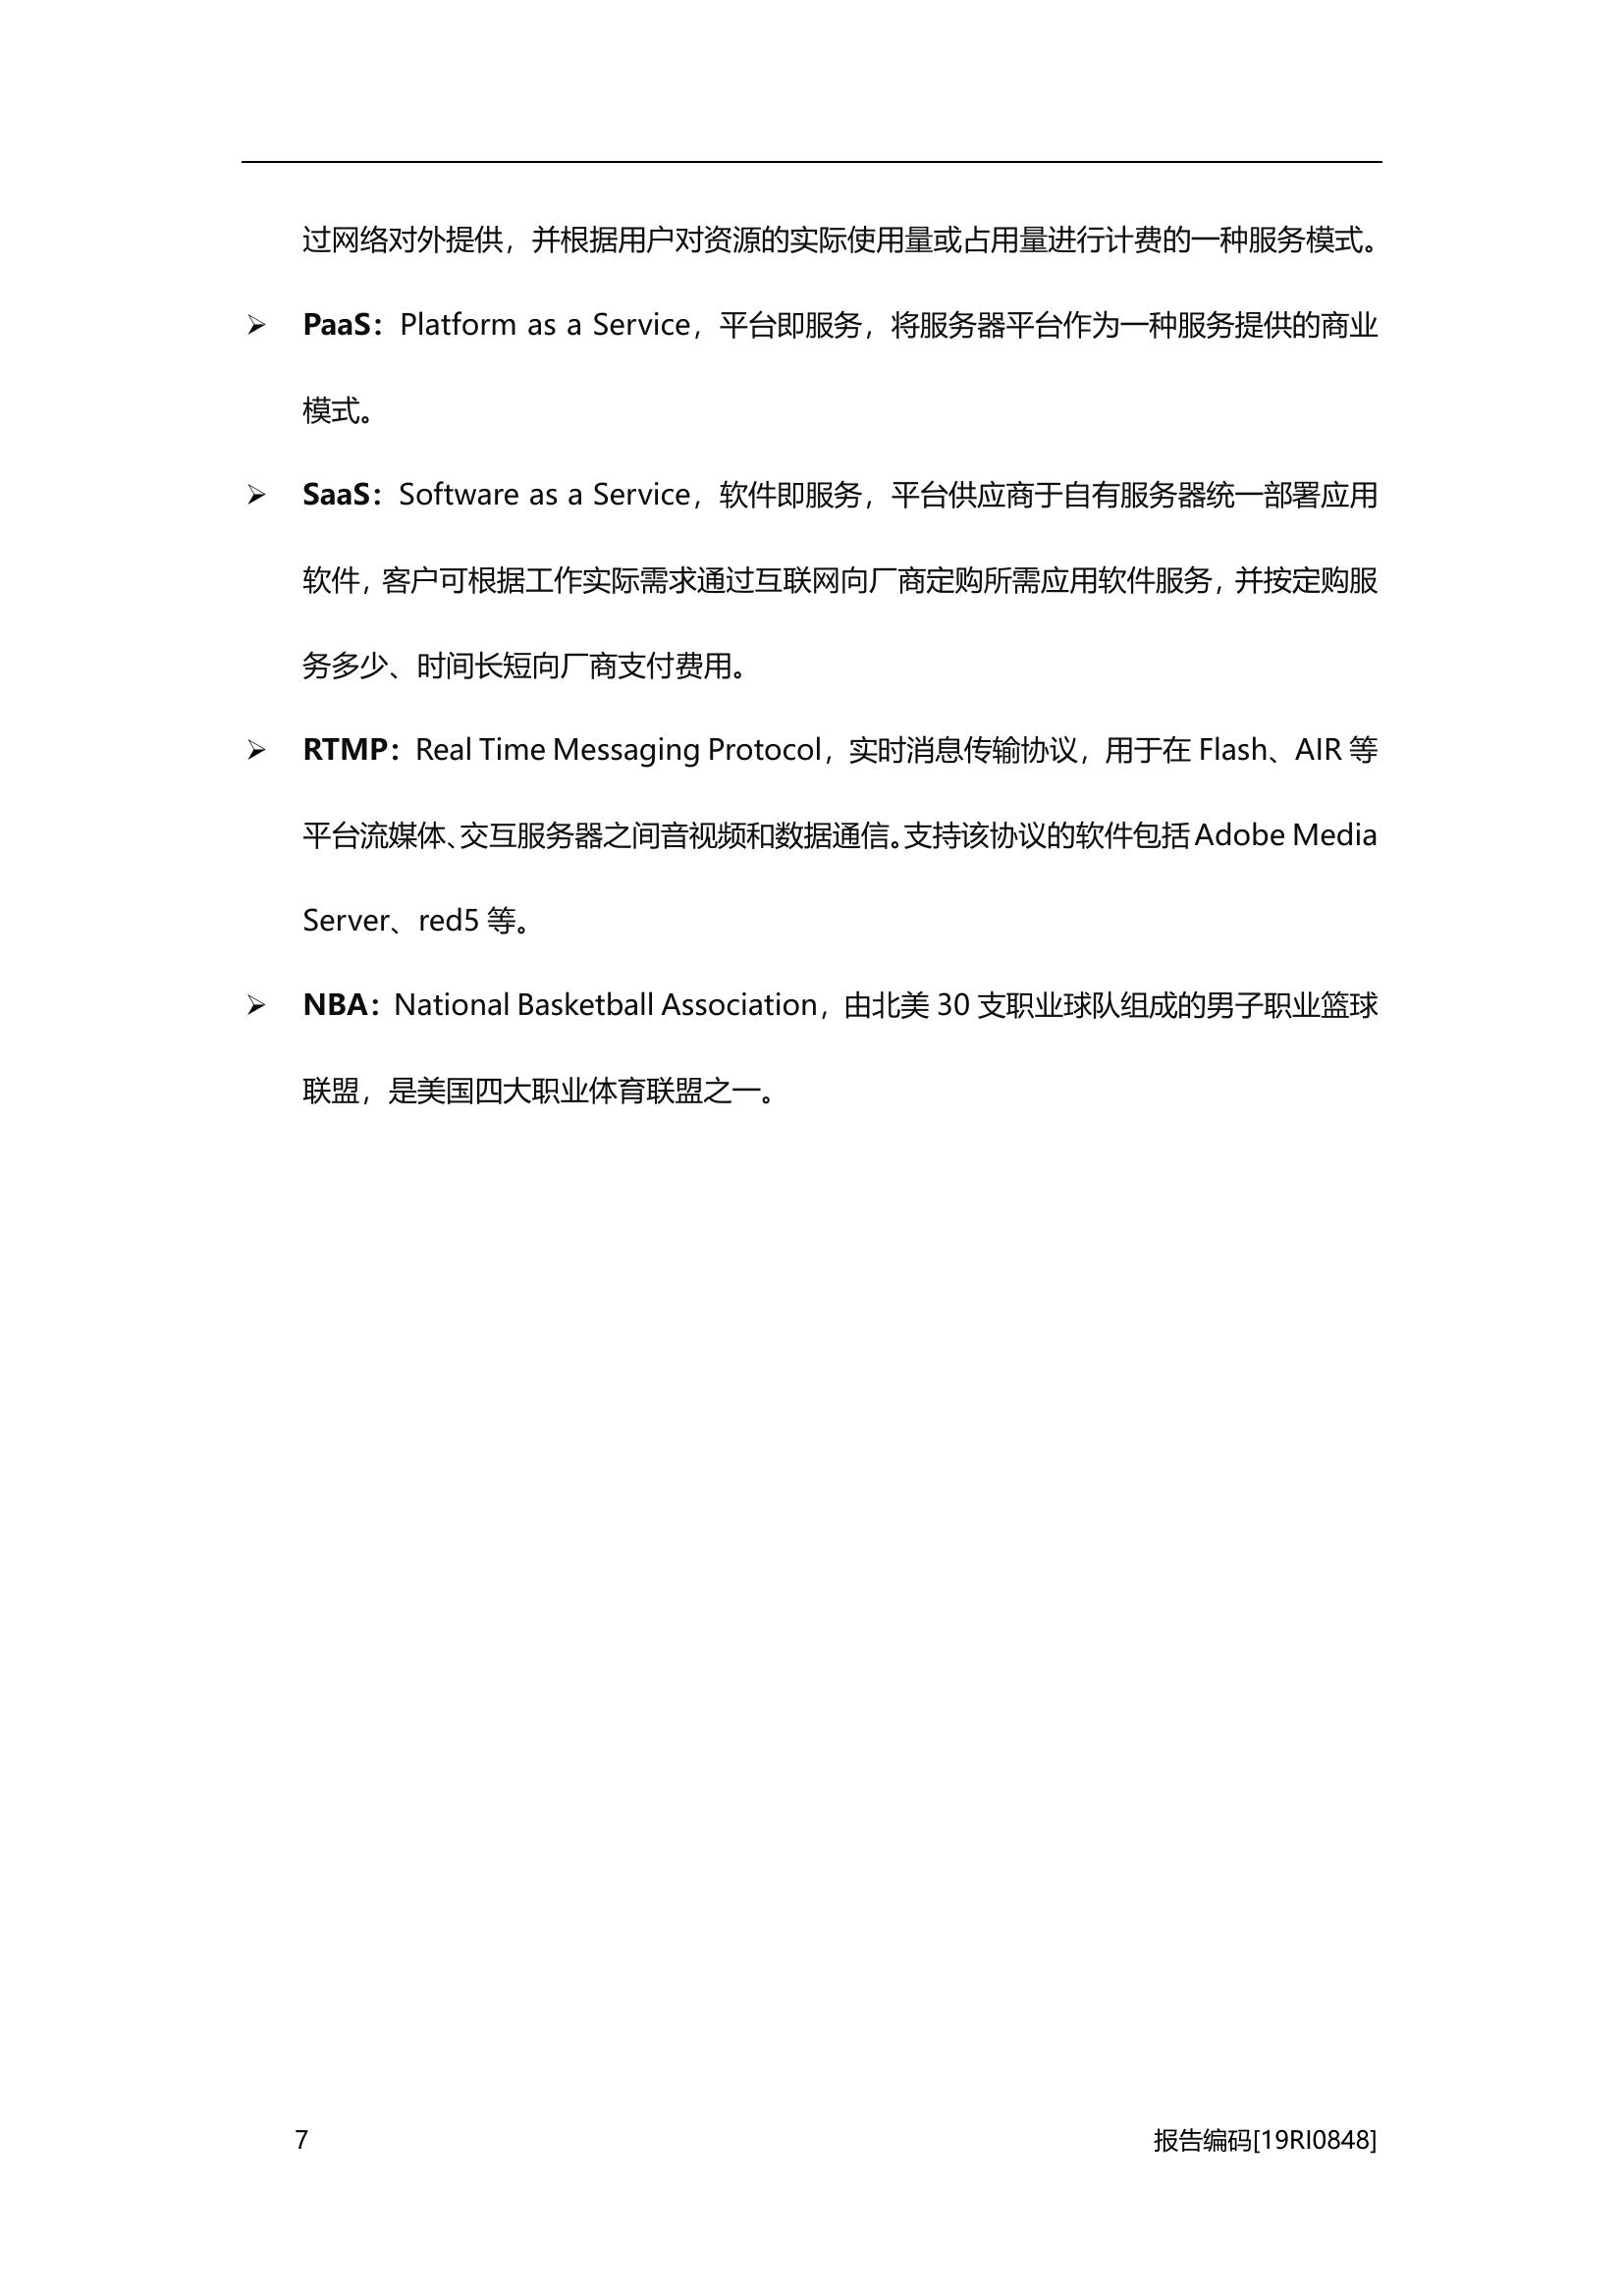 过网络对外提供，并根据用户对资源的实际使用量或占用量进行计费的一种服务模式。
➢ PaaS：Platform as a Service，平台即服务，将服务器平台作为一种服务提供的商业
模式。
➢ SaaS：Software as a Service，软件即服务，平台供应商于自有服务器统一部署应用
软件，客户可根据工作实际需求通过互联网向厂商定购所需应用软件服务，并按定购服
务多少、时间长短向厂商支付费用。
➢ RTMP：Real Time Messaging Protocol，实时消息传输协议，用于在 Flash、AIR 等
平台流媒体、交互服务器之间音视频和数据通信。支持该协议的软件包括 Adobe Media
Server、red5 等。
➢ NBA：National Basketball Association，由北美 30 支职业球队组成的男子职业篮球
联盟，是美国四大职业体育联盟之一。
7 报告编码[19RI0848]